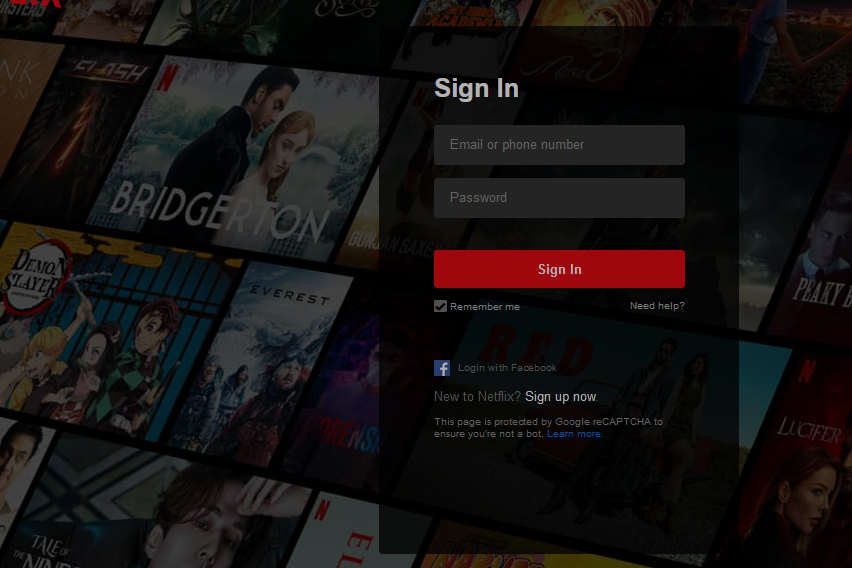 FLASH
BRIDGERTON
GUNJAN SAXENA
DEMON
SLAYER
EVEREST
PEAKY
RED
LUCIFER
TALE OF
THE
Sign In
Email or phone number
Password
Sign In
Remember me
Need help?
Login with Facebook
New to Netflix? Sign up now.
This page is protected by Google reCAPTCHA to
ensure you're not a bot. Learn more.